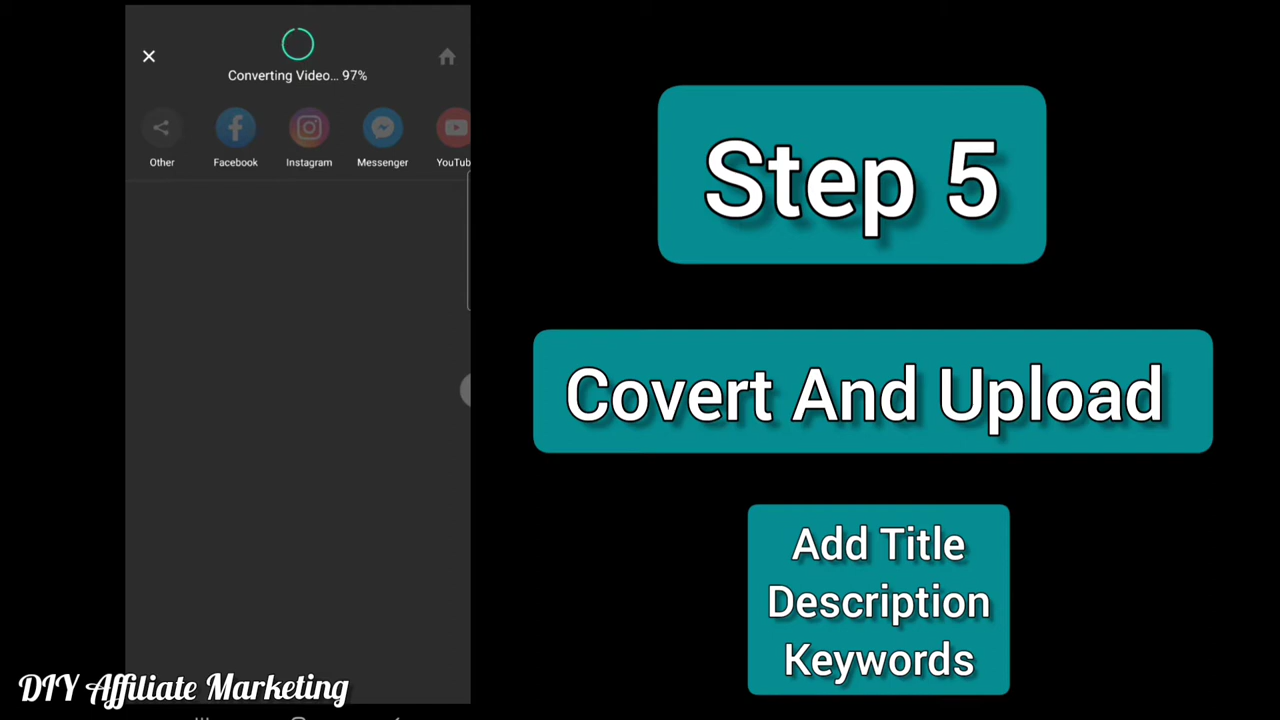 Converting Video... 97%
Other
Facebook
Instagram
Messenger
YouTub
Step 5
Covert And Upload
Add Title
Description
Keywords
DIY Affiliate Marketing